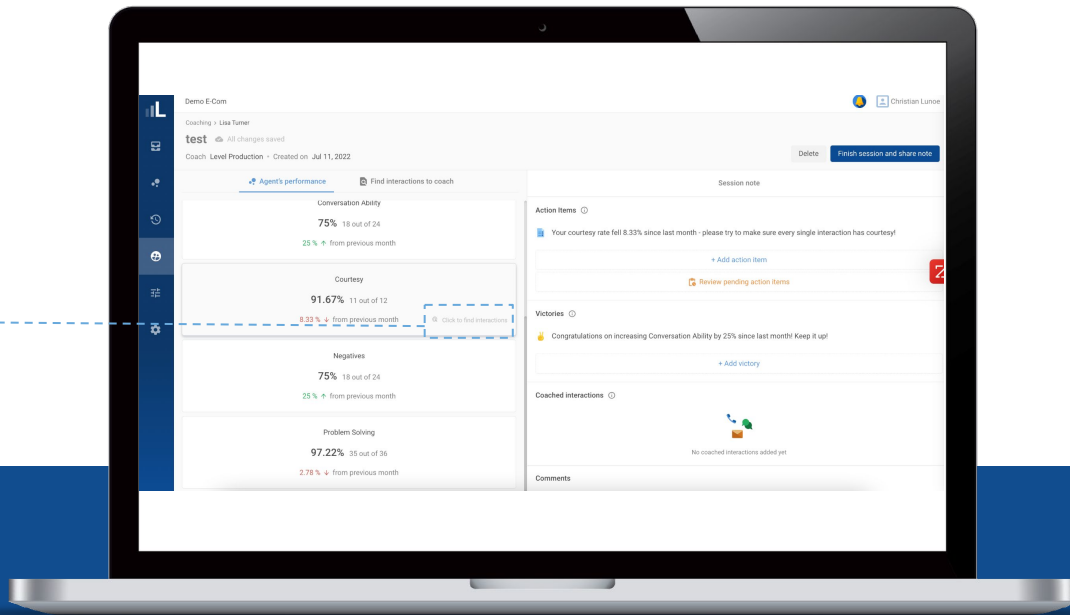 L
Demo E-Com
Christian Lunoe
Coaching > Lisa Turner
test All changes saved
Coach Level Production • Created on Jul 11, 2022
Delete
Finish session and share note
Agent's performance
Find interactions to coach
Conversation Ability
75% 18 out of 24
25 % ↑ from previous month
Courtesy
91.67% 11 out of 12
8.33 % ↓ from previous month
Click to find interactions
Negatives
75% 18 out of 24
25 % ↑ from previous month
Problem Solving
97.22% 35 out of 36
2.78 % ↓ from previous month
Session note
Action Items
Your courtesy rate fell 8.33% since last month - please try to make sure every single interaction has courtesy!
+ Add action item
Review pending action items
Victories
Congratulations on increasing Conversation Ability by 25% since last month! Keep it up!
+ Add victory
Coached interactions
No coached interactions added yet
Comments